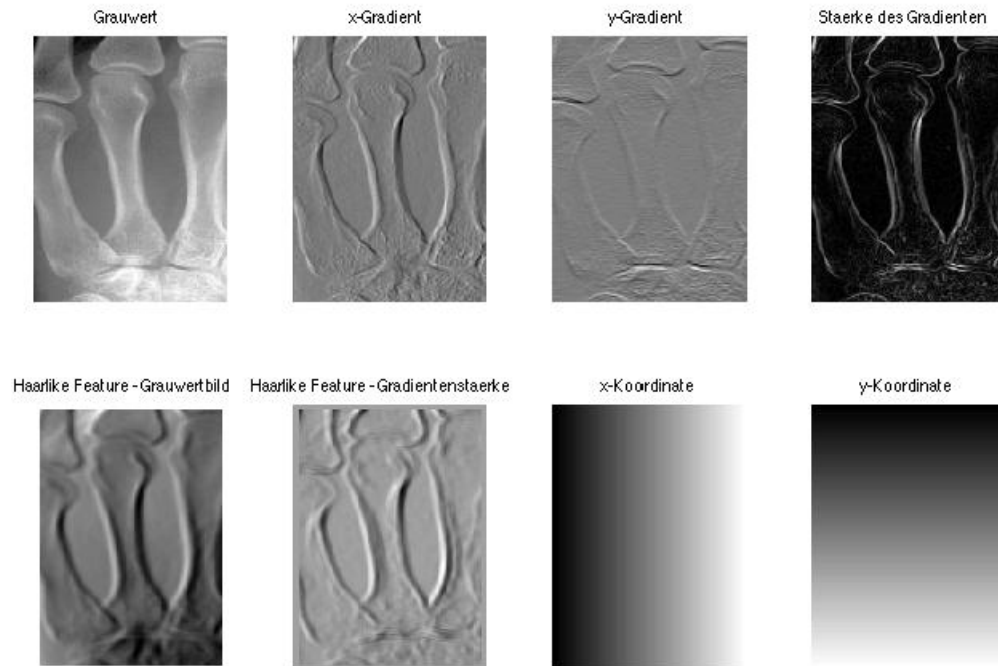 Grauwert
x-Gradient
y-Gradient
Staerke des Gradienten
Haarlike Feature - Grauwertbild
Haarlike Feature - Gradientenstaerke
x-Koordinate
y-Koordinate